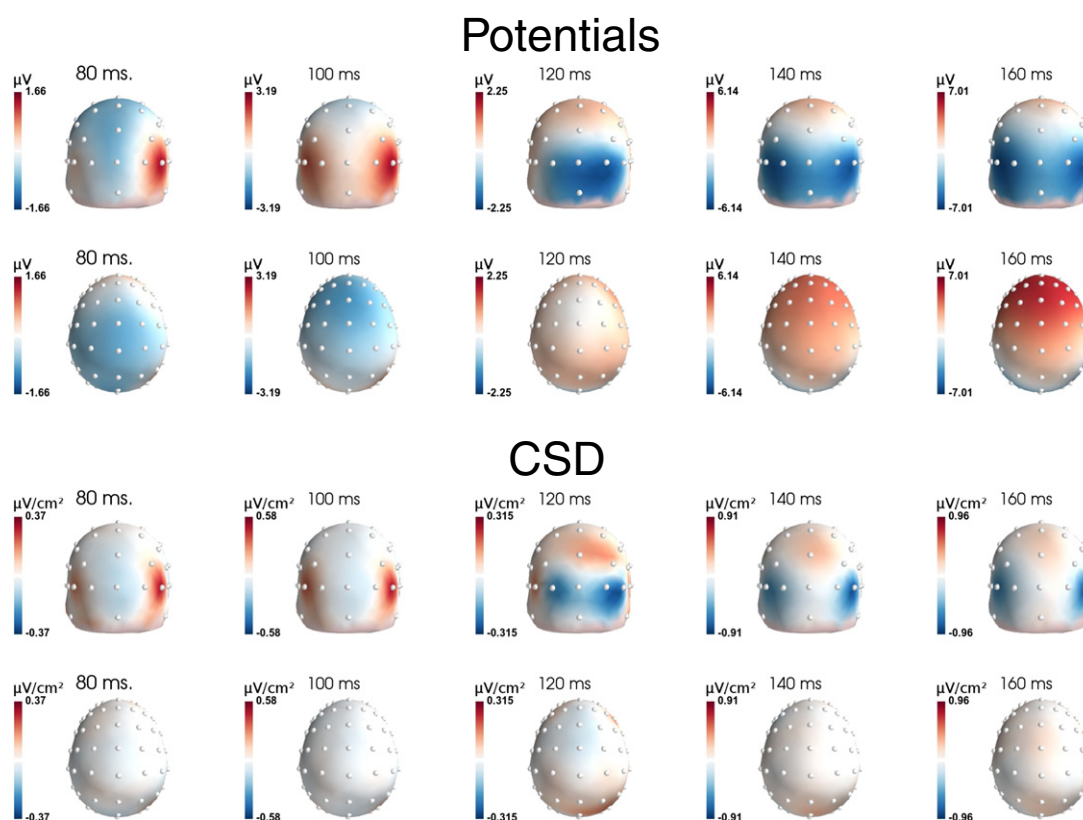 Potentials
µV 80 ms. µV 100 ms µV 120 ms µV 140 ms µV 160 ms
1.66 3.19 2.25 6.14 7.01
-1.66 -3.19 -2.25 -6.14 -7.01
µV 80 ms. µV 100 ms µV 120 ms µV 140 ms µV 160 ms
1.66 3.19 2.25 6.14 7.01
-1.66 -3.19 -2.25 -6.14 -7.01
CSD
µV/cm² 80 ms. µV/cm² 100 ms µV/cm² 120 ms µV/cm² 140 ms µV/cm² 160 ms
0.37 0.58 0.315 0.91 0.96
-0.37 -0.58 -0.315 -0.91 -0.96
µV/cm² 80 ms. µV/cm² 100 ms µV/cm² 120 ms µV/cm² 140 ms µV/cm² 160 ms
0.37 0.58 0.315 0.91 0.96
-0.37 -0.58 -0.315 -0.91 -0.96